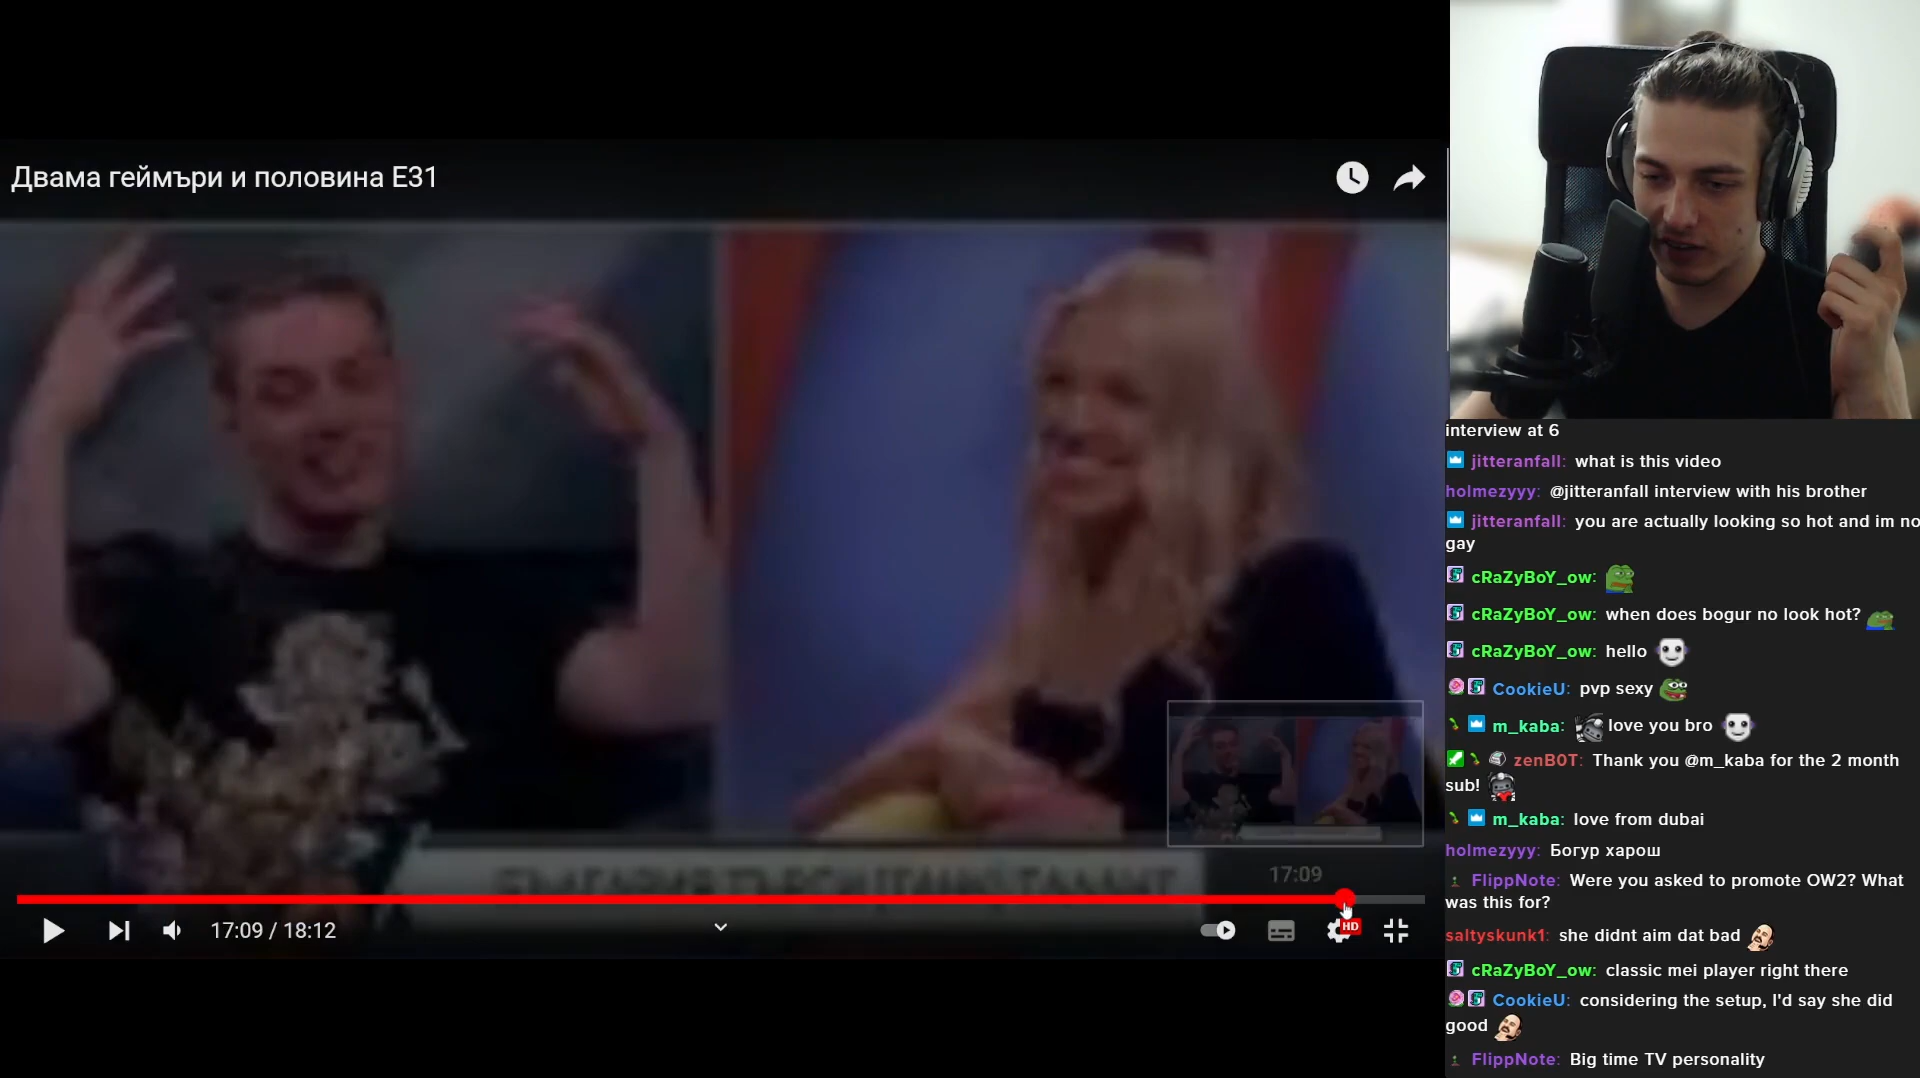 Двама геймъри и половина E31
17:09
17:09 / 18:12
HD
interview at 6
jitteranfall: what is this video
holmezyyy: @jitteranfall interview with his brother
jitteranfall: you are actually looking so hot and im no
gay
cRaZyBoY_ow:
cRaZyBoY_ow: when does bogur no look hot?
cRaZyBoY_ow: hello
CookieU: pvp sexy
m_kaba: love you bro
zenB0T: Thank you @m_kaba for the 2 month
sub!
m_kaba: love from dubai
holmezyyy: Богур харош
FlippNote: Were you asked to promote OW2? What
was this for?
saltyskunk1: she didnt aim dat bad
cRaZyBoY_ow: classic mei player right there
CookieU: considering the setup, I'd say she did
good
FlippNote: Big time TV personality